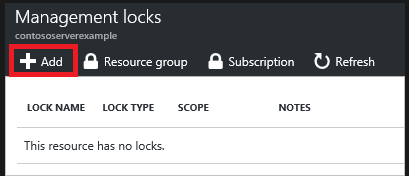 Management locks
contososerverexample
Add Resource group Subscription Refresh
LOCK NAME LOCK TYPE SCOPE NOTES
This resource has no locks.